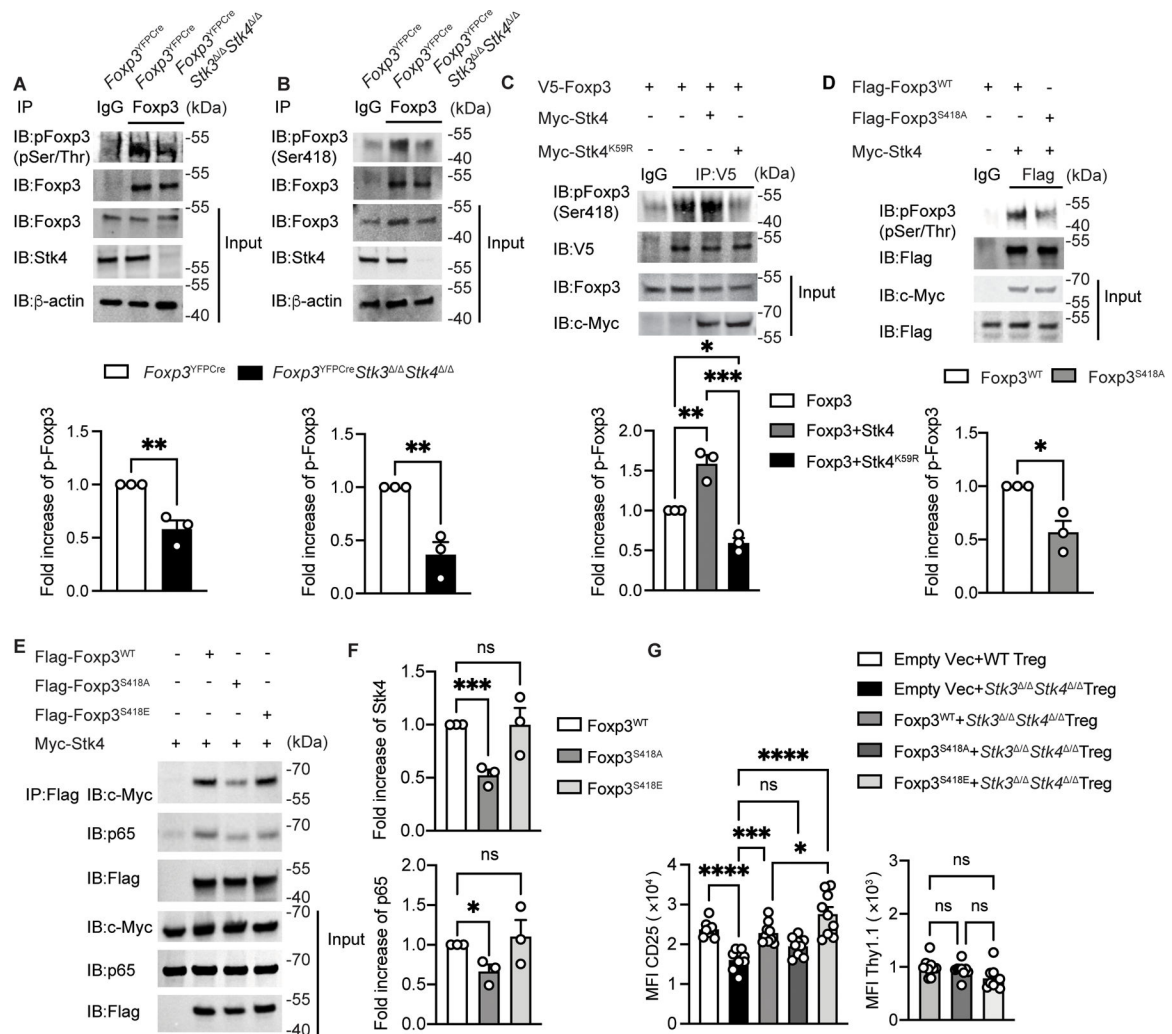 A
Foxp3YFPCre
Foxp3YFPCre
Foxp3YFPCre
Stk3Δ/ΔStk4Δ/Δ
IP IgG Foxp3 (kDa)
IB:pFoxp3 -55
(pSer/Thr) -40
IB:Foxp3
IB:Foxp3 -55
-40
IB:Stk4
-55
IB:β-actin -55
-40
Input
Foxp3YFPCre Foxp3YFPCreStk3Δ/ΔStk4Δ/Δ
Fold increase of p-Foxp3
1.5
1.0
0.5
0.0
**
B
Foxp3YFPCre
Foxp3YFPCre
Foxp3YFPCre
Stk3Δ/ΔStk4Δ/Δ
IP IgG Foxp3 (kDa)
IB:pFoxp3 -55
(Ser418) -40
IB:Foxp3
IB:Foxp3 -55
-40
IB:Stk4
-55
IB:β-actin -55
-40
Input
Fold increase of p-Foxp3
1.5
1.0
0.5
0.0
**
C
V5-Foxp3 + + + +
Myc-Stk4 - - + -
Myc-Stk4K59R - - - +
IgG IP:V5 (kDa)
IB:pFoxp3 -55
(Ser418) -40
IB:V5
IB:Foxp3 -55
-40
IB:c-Myc -70
-55
Input
Fold increase of p-Foxp3
2.0
1.5
1.0
0.5
0.0
*
***
**
Foxp3
Foxp3+Stk4
Foxp3+Stk4K59R
D
Flag-Foxp3WT + + -
Flag-Foxp3S418A - - +
Myc-Stk4 - + +
IgG Flag (kDa)
IB:pFoxp3 -55
(pSer/Thr)
IB:Flag -55
IB:c-Myc -70
-55
IB:Flag -55
Input
Foxp3WT Foxp3S418A
Fold increase of p-Foxp3
1.5
1.0
0.5
0.0
*
E
Flag-Foxp3WT - + - -
Flag-Foxp3S418A - - + -
Flag-Foxp3S418E - - - +
Myc-Stk4 + + + + (kDa)
IP:Flag IB:c-Myc -70
-55
IB:p65 -70
IB:Flag -55
-40
IB:c-Myc -70
-55
IB:p65 -70
IB:Flag -55
-40
Input
F
Fold increase of Stk4
1.5
1.0
0.5
0.0
ns
***
Foxp3WT
Foxp3S418A
Foxp3S418E
Fold increase of p65
1.5
1.0
0.5
0.0
ns
*
G
Empty Vec+WT Treg
Empty Vec+Stk3Δ/ΔStk4Δ/ΔTreg
Foxp3WT+Stk3Δ/ΔStk4Δ/ΔTreg
Foxp3S418A+Stk3Δ/ΔStk4Δ/ΔTreg
Foxp3S418E+Stk3Δ/ΔStk4Δ/ΔTreg
MFI CD25 (×10⁴)
4
3
2
1
0
****
ns
***
*
****
MFI Thy1.1 (×10³)
3
2
1
0
ns
ns
ns